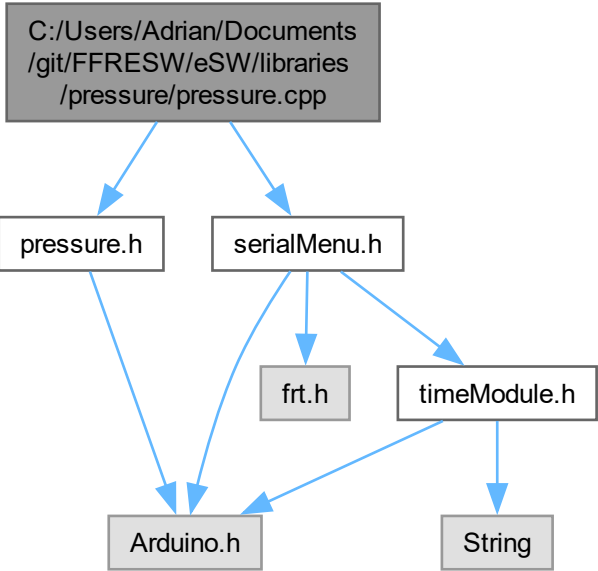 C:/Users/Adrian/Documents
/git/FFRESW/eSW/libraries
/pressure/pressure.cpp
pressure.h
serialMenu.h
frt.h
timeModule.h
Arduino.h
String